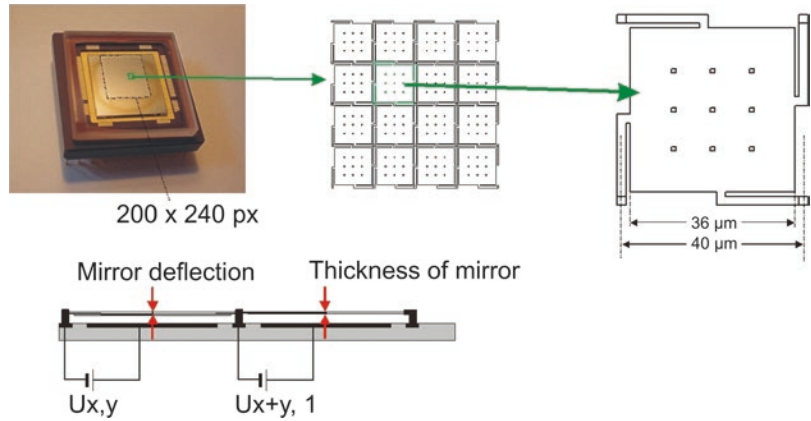 200 x 240 px
36 µm
40 µm
Mirror deflection
Thickness of mirror
Ux,y
Ux+y, 1